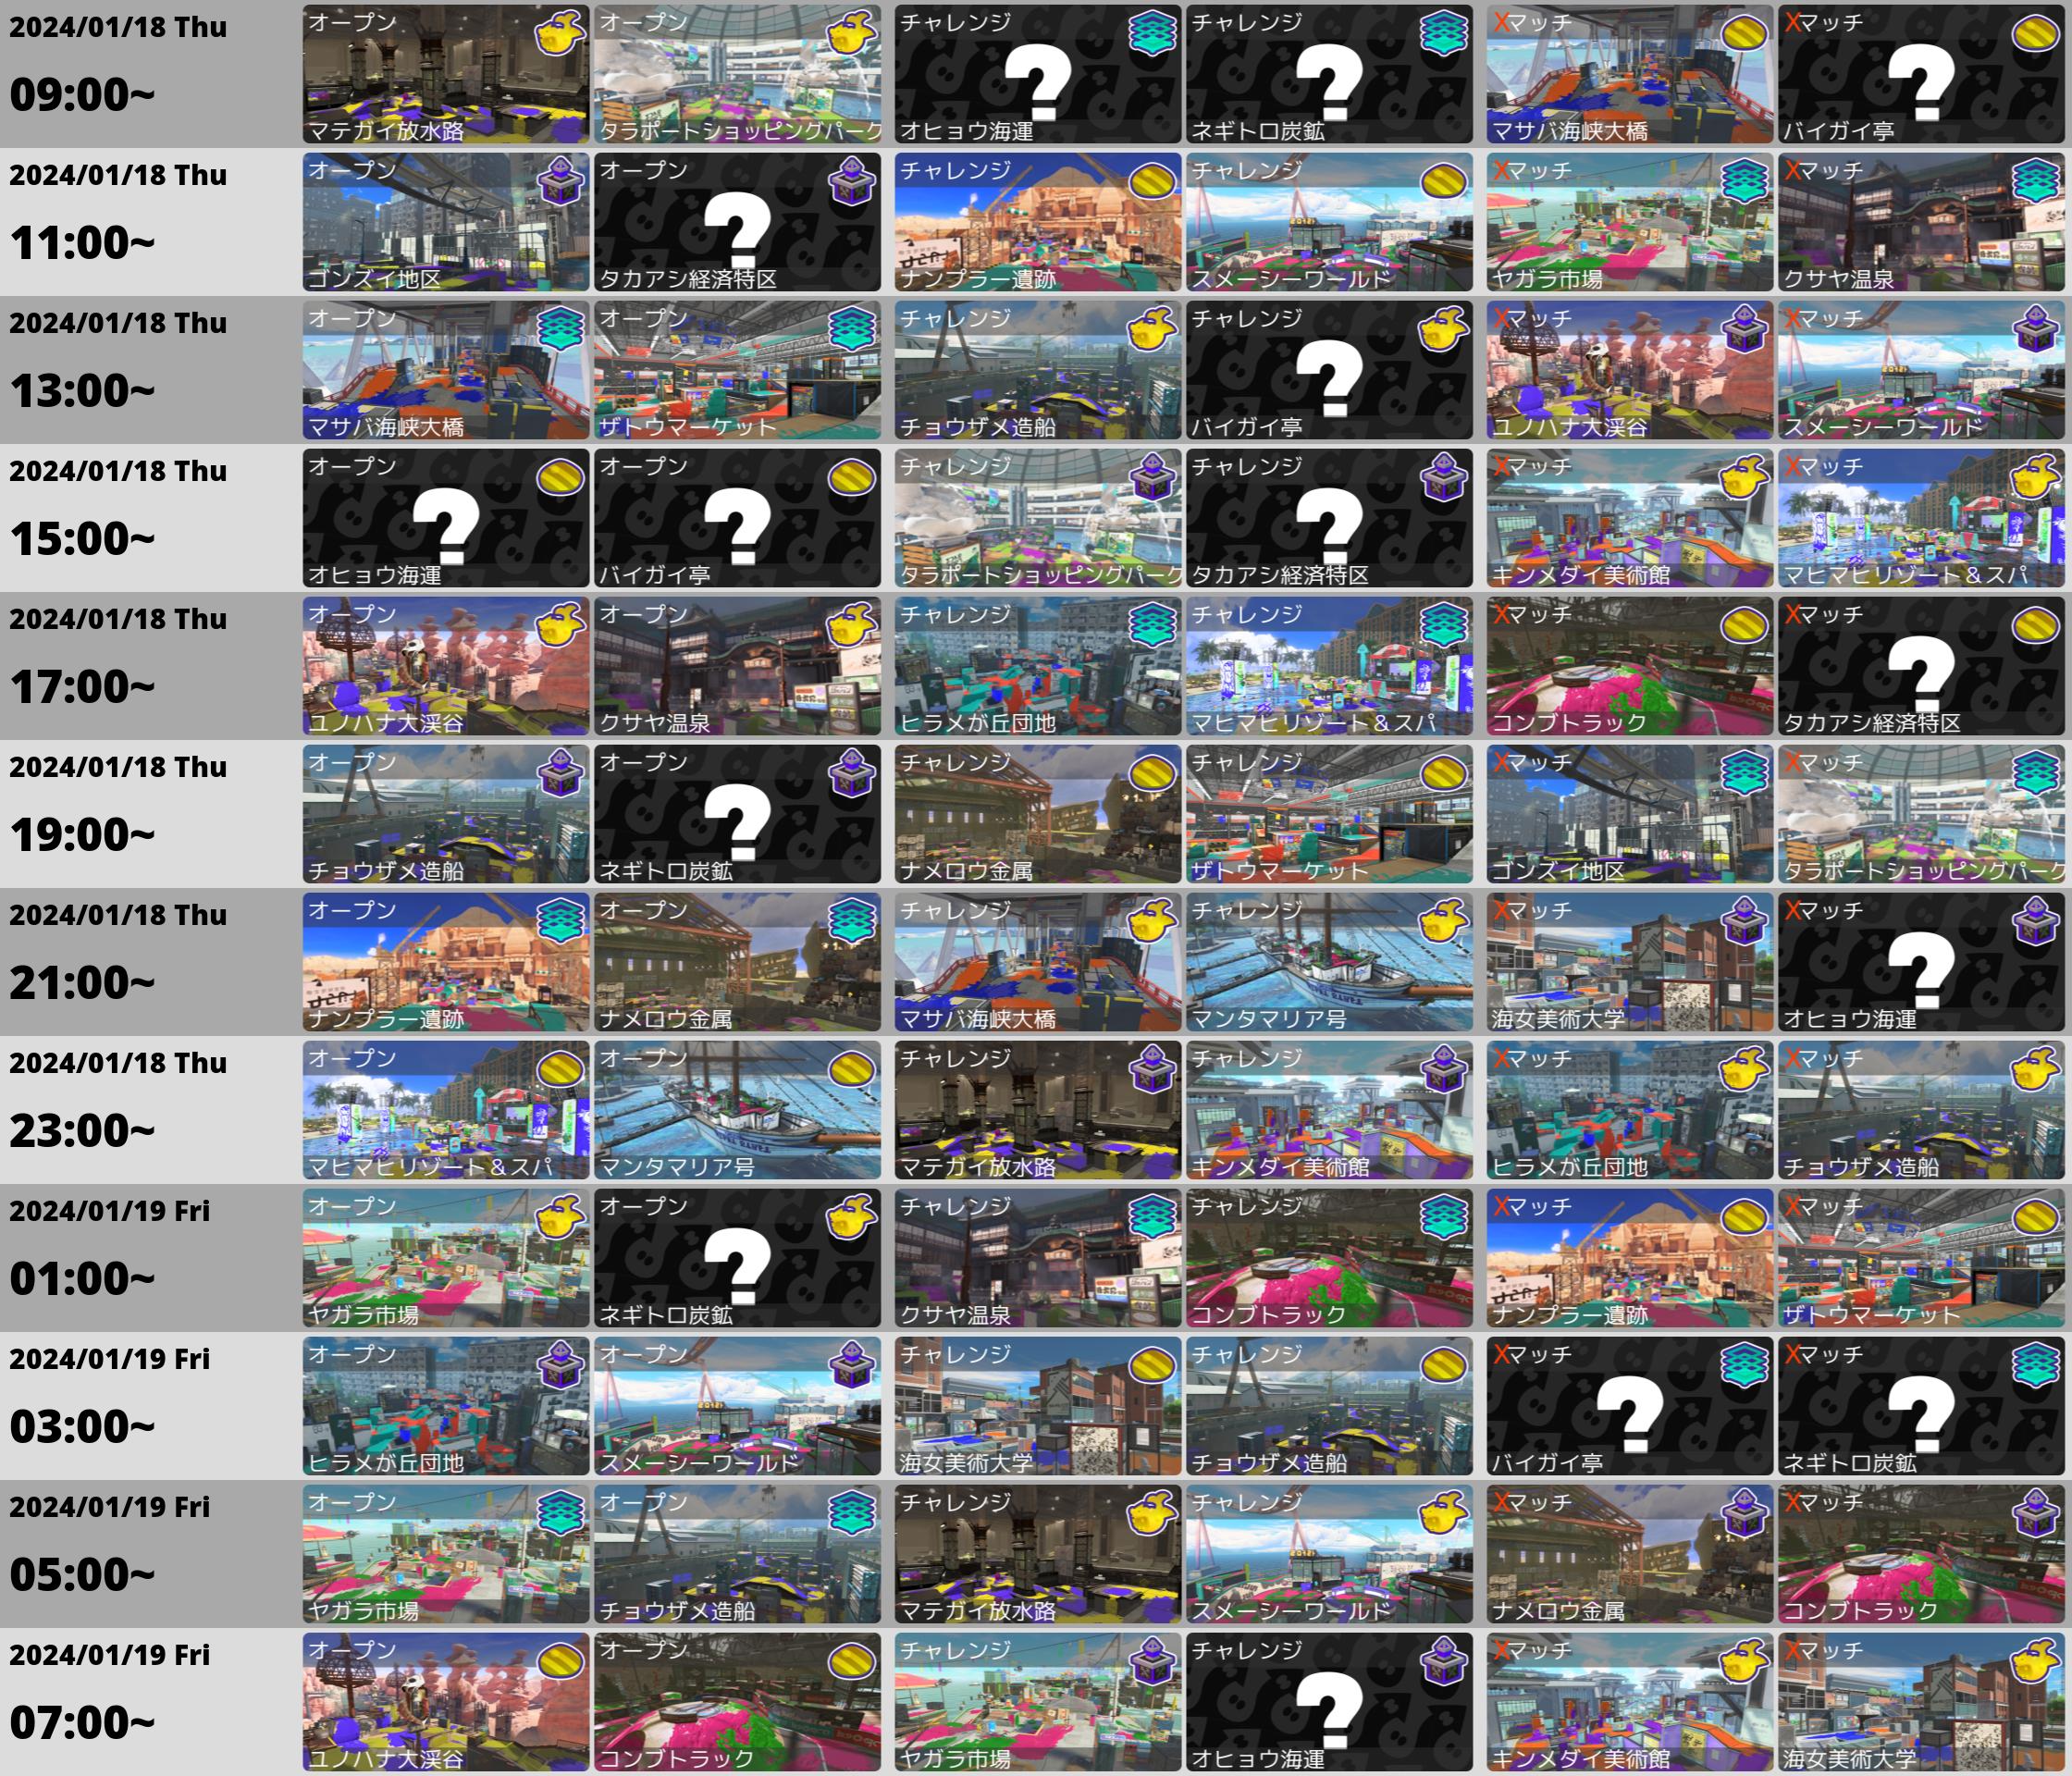 2024/01/18 Thu
09:00~
オープン
マテガイ放水路
オープン
タラポートショッピングパーク
チャレンジ
オヒョウ海運
チャレンジ
ネギトロ炭鉱
Xマッチ
マサバ海峡大橋
Xマッチ
バイガイ亭
2024/01/18 Thu
11:00~
オープン
ゴンズイ地区
オープン
タカアシ経済特区
チャレンジ
ナンプラー遺跡
チャレンジ
スメーシーワールド
Xマッチ
ヤガラ市場
Xマッチ
クサヤ温泉
2024/01/18 Thu
13:00~
オープン
マサバ海峡大橋
オープン
ザトウマーケット
チャレンジ
チョウザメ造船
チャレンジ
バイガイ亭
Xマッチ
ユノハナ大渓谷
Xマッチ
スメーシーワールド
2024/01/18 Thu
15:00~
オープン
オヒョウ海運
オープン
バイガイ亭
チャレンジ
タラポートショッピングパーク
チャレンジ
タカアシ経済特区
Xマッチ
キンメダイ美術館
Xマッチ
マヒマヒリゾート＆スパ
2024/01/18 Thu
17:00~
オープン
ユノハナ大渓谷
オープン
クサヤ温泉
チャレンジ
ヒラメが丘団地
チャレンジ
マヒマヒリゾート＆スパ
Xマッチ
コンブトラック
Xマッチ
タカアシ経済特区
2024/01/18 Thu
19:00~
オープン
チョウザメ造船
オープン
ネギトロ炭鉱
チャレンジ
ナメロウ金属
チャレンジ
ザトウマーケット
Xマッチ
ゴンズイ地区
Xマッチ
タラポートショッピングパーク
2024/01/18 Thu
21:00~
オープン
ナンプラー遺跡
オープン
ナメロウ金属
チャレンジ
マサバ海峡大橋
チャレンジ
マンタマリア号
Xマッチ
海女美術大学
Xマッチ
オヒョウ海運
2024/01/18 Thu
23:00~
オープン
マヒマヒリゾート＆スパ
オープン
マンタマリア号
チャレンジ
マテガイ放水路
チャレンジ
キンメダイ美術館
Xマッチ
ヒラメが丘団地
Xマッチ
チョウザメ造船
2024/01/19 Fri
01:00~
オープン
ヤガラ市場
オープン
ネギトロ炭鉱
チャレンジ
クサヤ温泉
チャレンジ
コンブトラック
Xマッチ
ナンプラー遺跡
Xマッチ
ザトウマーケット
2024/01/19 Fri
03:00~
オープン
ヒラメが丘団地
オープン
スメーシーワールド
チャレンジ
海女美術大学
チャレンジ
チョウザメ造船
Xマッチ
バイガイ亭
Xマッチ
ネギトロ炭鉱
2024/01/19 Fri
05:00~
オープン
ヤガラ市場
オープン
チョウザメ造船
チャレンジ
マテガイ放水路
チャレンジ
スメーシーワールド
Xマッチ
ナメロウ金属
Xマッチ
コンブトラック
2024/01/19 Fri
07:00~
オープン
ユノハナ大渓谷
オープン
コンブトラック
チャレンジ
ヤガラ市場
チャレンジ
オヒョウ海運
Xマッチ
キンメダイ美術館
Xマッチ
海女美術大学